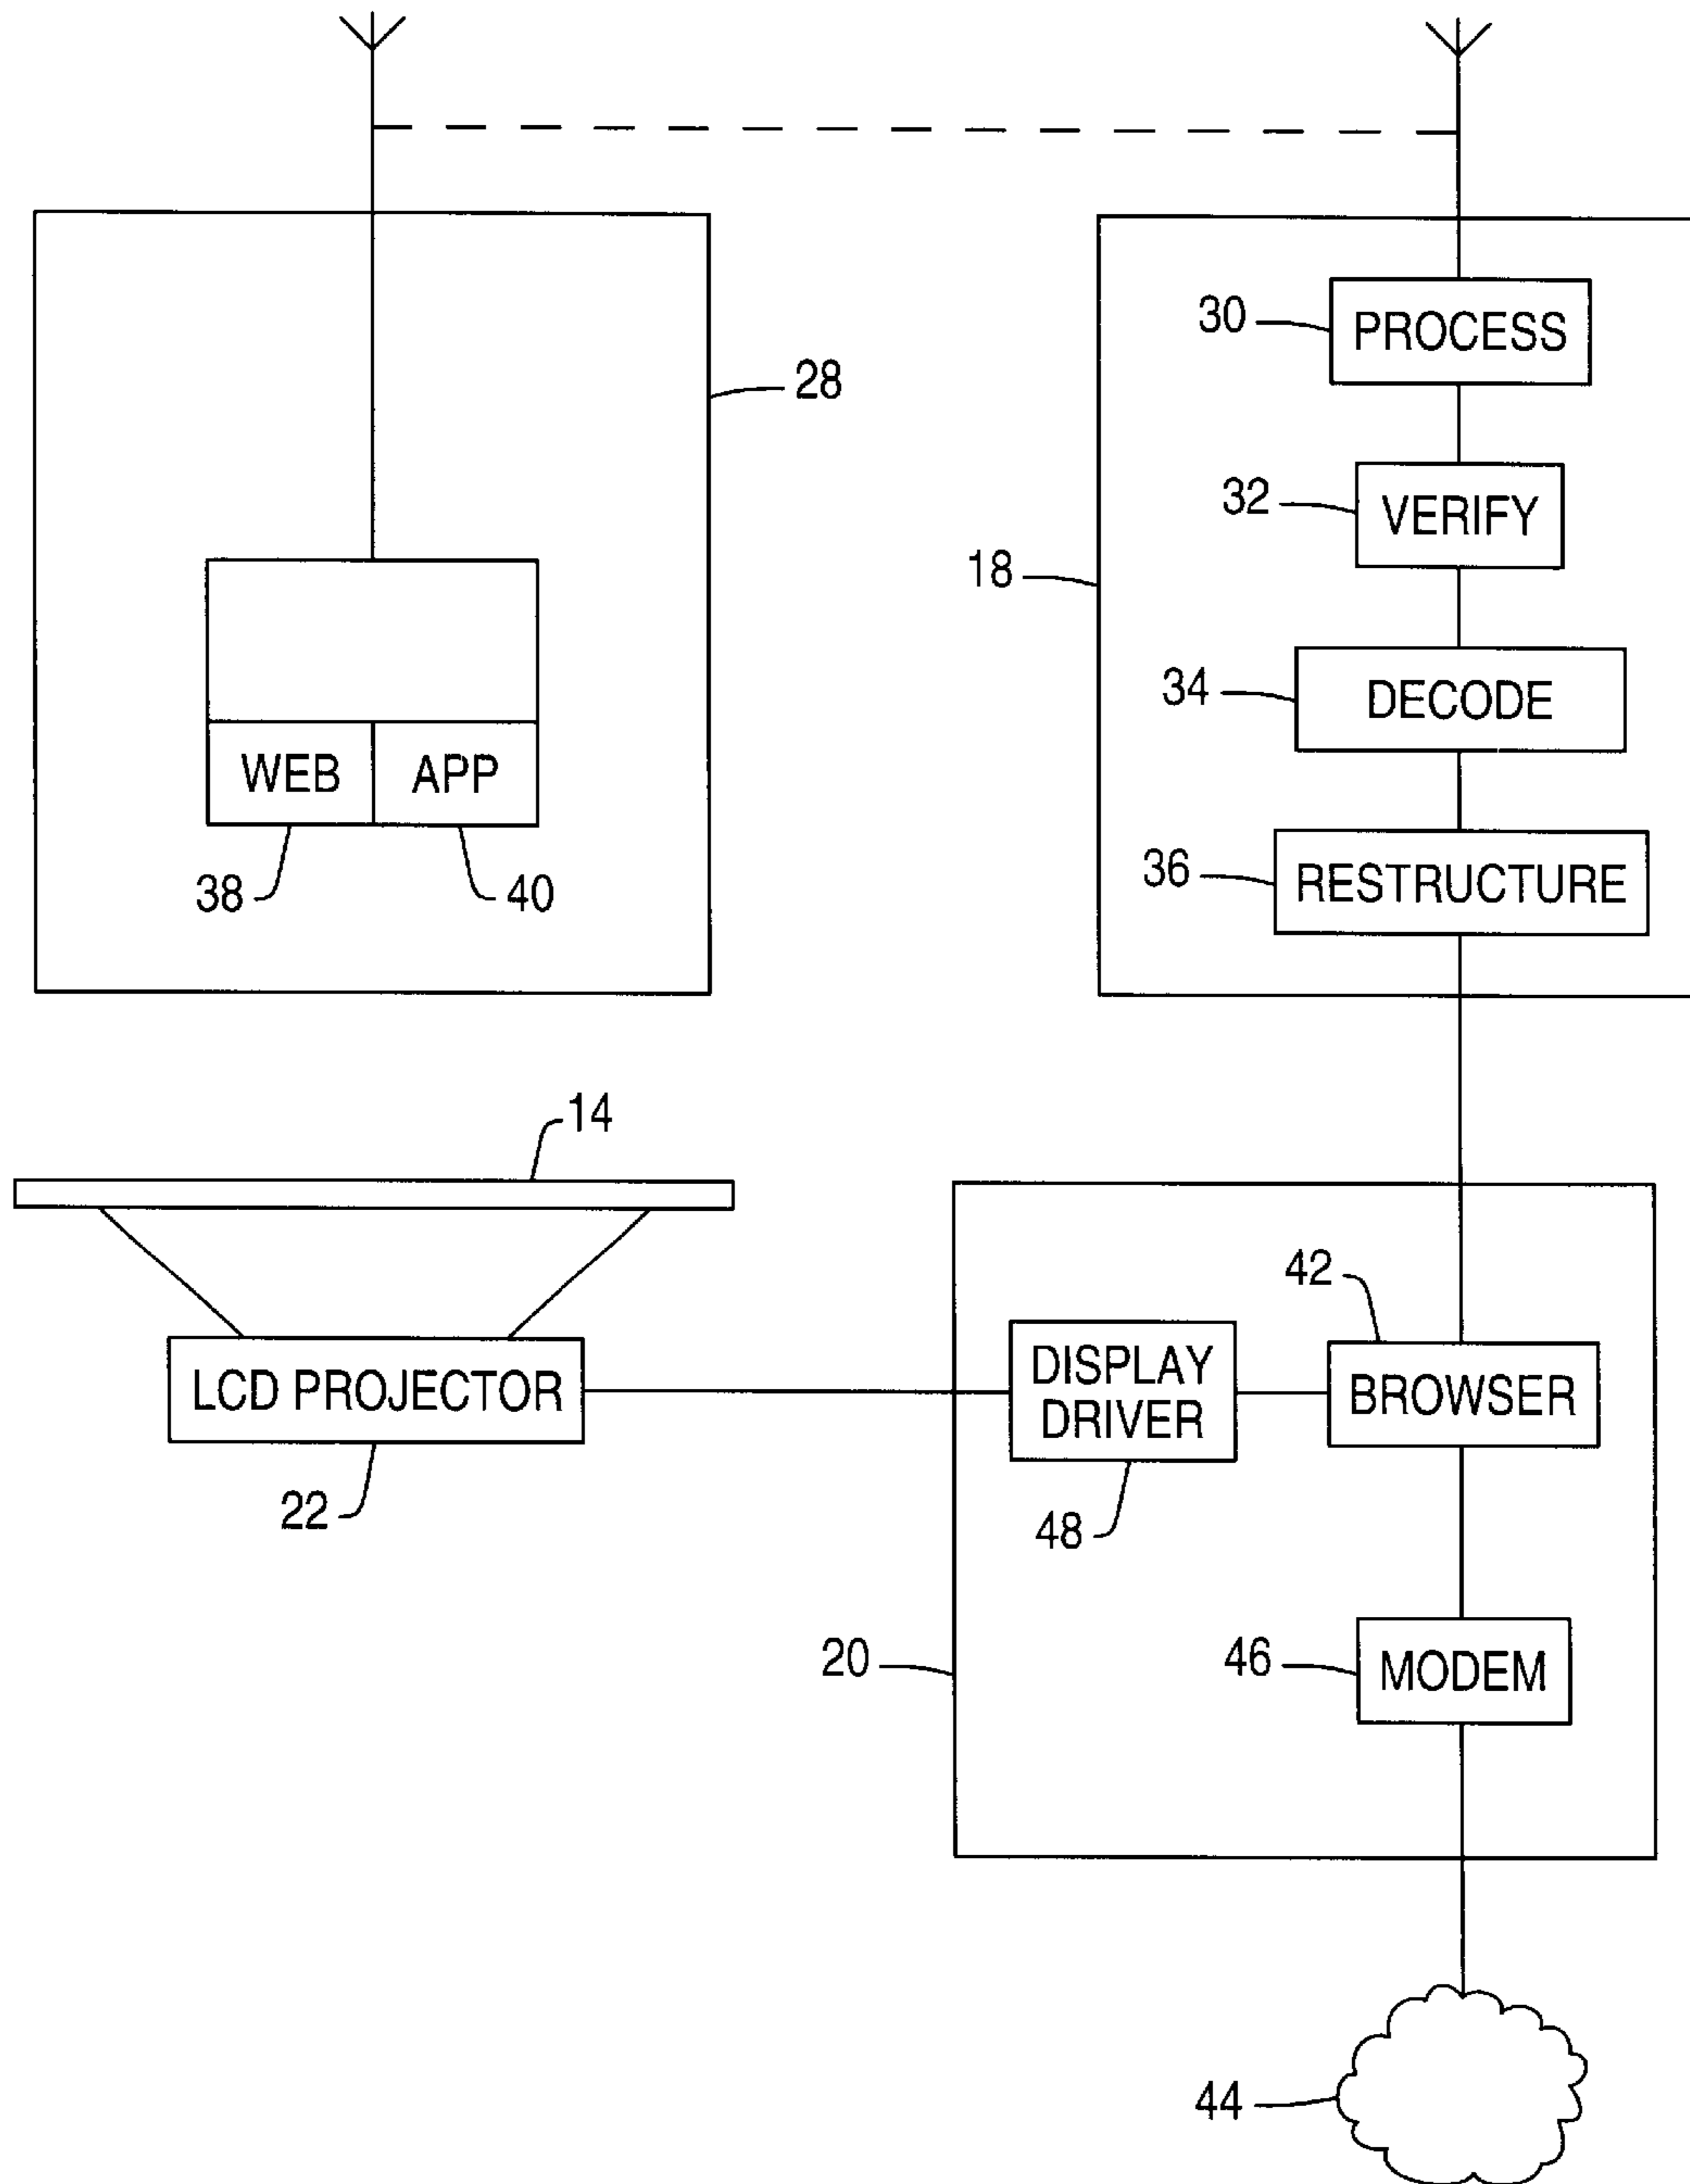 30
PROCESS
28
32
VERIFY
18
34
DECODE
WEB
APP
36
RESTRUCTURE
38
40
14
42
DISPLAY
DRIVER
BROWSER
LCD PROJECTOR
22
48
20
46
MODEM
44